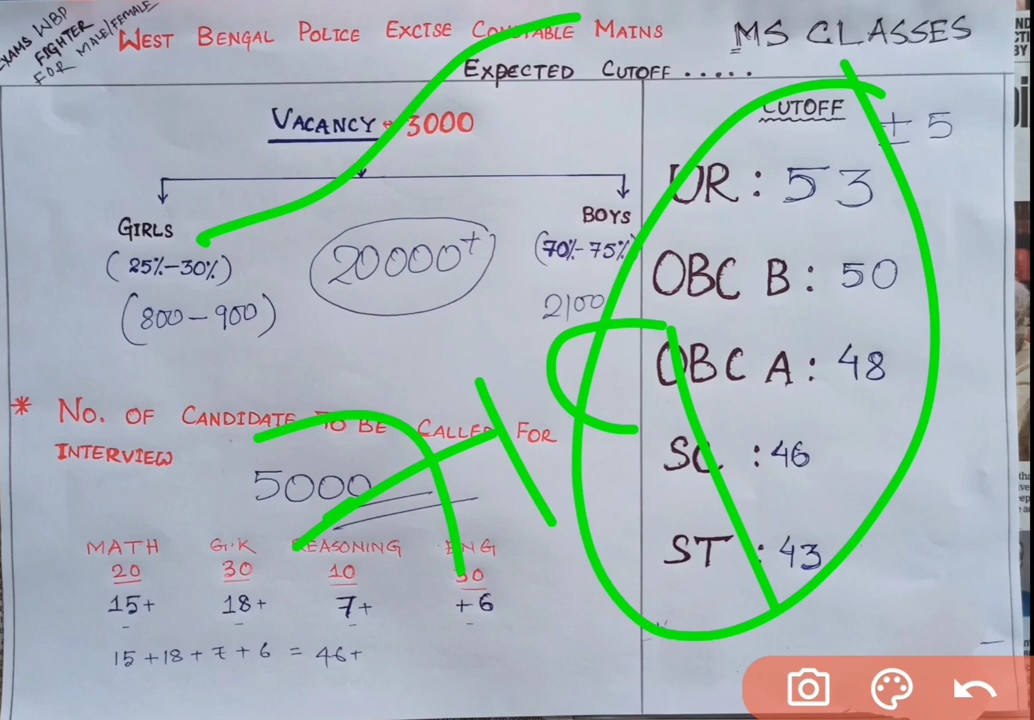 EXAMS WBP
FIGHTER
FOR MALE/FEMALE
WEST BENGAL POLICE EXCISE CONSTABLE MAINS
MS CLASSES
EXPECTED CUTOFF .....
VACANCY 3000
GIRLS
(25%-30%)
(800-900)
20000+
BOYS
(70%-75%)
2100
* NO. OF CANDIDATE TO BE CALLED FOR
INTERVIEW
5000
MATH G.K REASONING ENG
20 30 10
15+ 18+ 7+ +6
15+18+7+6 = 46+
CUTOFF
± 5
UR : 53
OBC B : 50
OBC A : 48
SC : 46
ST : 43